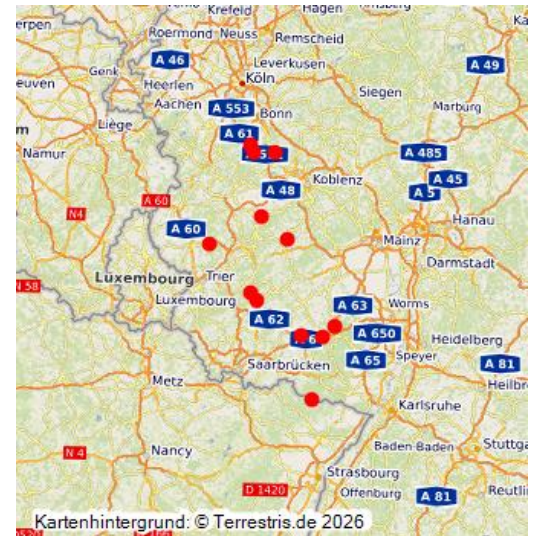 Krefeld
Hagen
Roermond
Neuss
Remscheid
A 46
Leverkusen
A 49
Genk
Heerlen
Köln
Siegen
Aachen
A 553
Marburg
Liège
Bonn
A 61
Namur
A 485
Koblenz
A 45
A 48
A 5
A 60
N4
Hanau
A 60
Mainz
Darmstadt
Luxembourg
Trier
N 58
Luxembourg
A 63
Worms
A 62
A 6
A 650
Heidelberg
Saarbrücken
A 65
Speyer
A 81
Metz
Heilbr
Karlsruhe
N 4
Nancy
Baden-Baden
Stuttga
Strasbourg
D 1420
Offenburg
A 81
Reutli
Kartenhintergrund: © Terrestris.de 2026